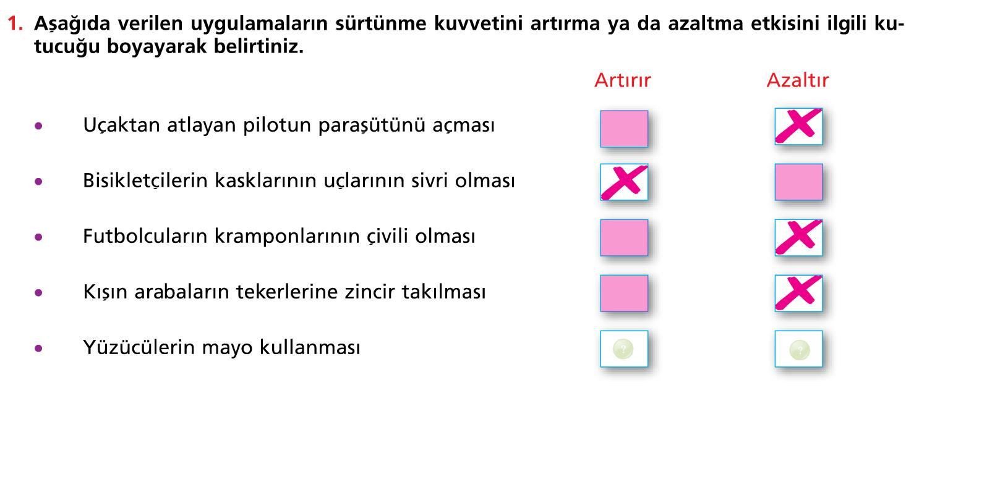 1. Aşağıda verilen uygulamaların sürtünme kuvvetini artırma ya da azaltma etkisini ilgili ku-
tucuğu boyayarak belirtiniz.
Artırır Azaltır
• Uçaktan atlayan pilotun paraşütünü açması
• Bisikletçilerin kasklarının uçlarının sivri olması
• Futbolcuların kramponlarının çivili olması
• Kışın arabaların tekerlerine zincir takılması
• Yüzücülerin mayo kullanması ? ?